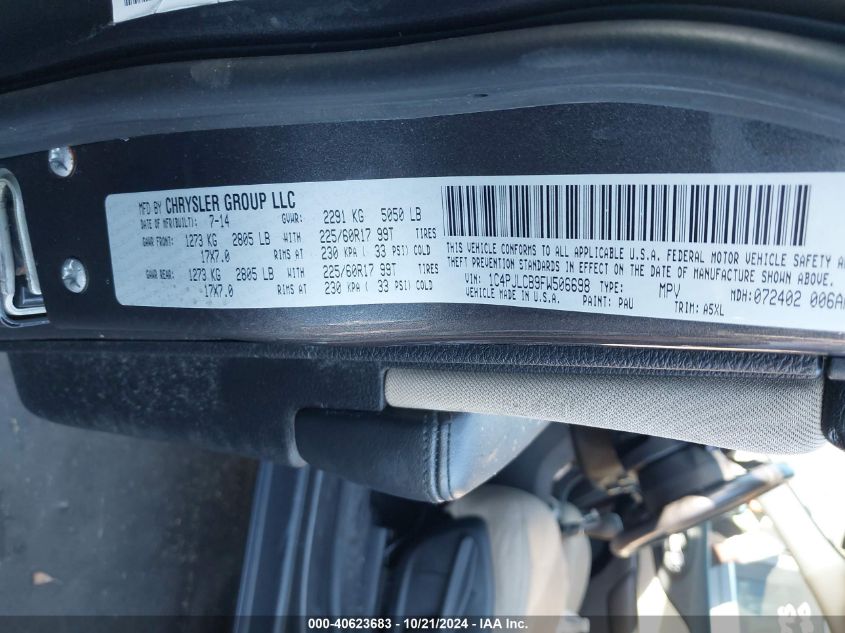 MFD BY CHRYSLER GROUP LLC
DATE OF MFR(BUILT): 7-14 GVWR: 2291 KG 5050 LB
GAWR FRONT: 1273 KG 2805 LB WITH 225/60R17 99T TIRES
17X7.0 RIMS AT 230 KPA ( 33 PSI) COLD
GAWR REAR: 1273 KG 2805 LB WITH 225/60R17 99T TIRES
17X7.0 RIMS AT 230 KPA ( 33 PSI) COLD
THIS VEHICLE CONFORMS TO ALL APPLICABLE U.S.A. FEDERAL MOTOR VEHICLE SAFETY
THEFT PREVENTION STANDARDS IN EFFECT ON THE DATE OF MANUFACTURE SHOWN ABOVE.
VIN: 1C4PJLCB9FW506698 TYPE: MPV MDH:072402 006
VEHICLE MADE IN U.S.A. PAINT: PAU TRIM: A5XL
000-40623683 / 10/21/2024 - IAA Inc.